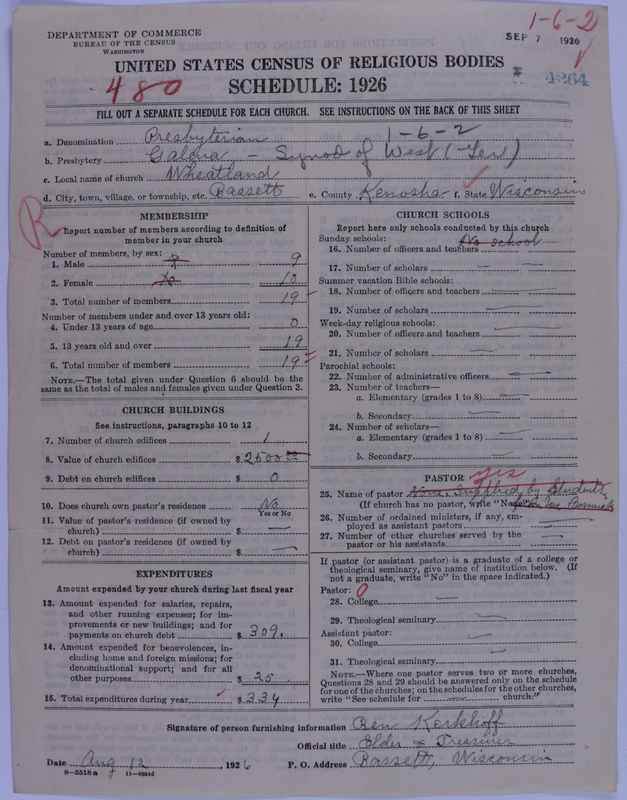 DEPARTMENT OF COMMERCE
BUREAU OF THE CENSUS
WASHINGTON
1-6-2
SEP 7 1926
UNITED STATES CENSUS OF RELIGIOUS BODIES
4264
480
SCHEDULE: 1926
FILL OUT A SEPARATE SCHEDULE FOR EACH CHURCH. SEE INSTRUCTIONS ON THE BACK OF THIS SHEET
a. Denomination Presbyterian 1-6-2
b. Presbytery Galena - Synod of West (Ger)
c. Local name of church Wheatland
d. City, town, village, or township, etc. Bassett e. County Kenosha f. State Wisconsin
R
MEMBERSHIP
Report number of members according to definition of
member in your church
Number of members, by sex:
1. Male 9
2. Female 10
3. Total number of members 19
Number of members under and over 13 years old:
4. Under 13 years of age 0
5. 13 years old and over 19
6. Total number of members 19
NOTE.—The total given under Question 6 should be the
same as the total of males and females given under Question 3.
CHURCH BUILDINGS
See instructions, paragraphs 10 to 12
7. Number of church edifices 1
8. Value of church edifices $ 2500
9. Debt on church edifices $ 0
10. Does church own pastor's residence No
Yes or No
11. Value of pastor's residence (if owned by
church) $ —
12. Debt on pastor's residence (if owned by
church) $ —
EXPENDITURES
Amount expended by your church during last fiscal year
13. Amount expended for salaries, repairs,
and other running expenses; for im-
provements or new buildings; and for
payments on church debt $ 309.
14. Amount expended for benevolences, in-
cluding home and foreign missions; for
denominational support; and for all
other purposes $ 25
15. Total expenditures during year $ 334
CHURCH SCHOOLS
Report here only schools conducted by this church
Sunday schools: No school
16. Number of officers and teachers
17. Number of scholars —
Summer vacation Bible schools:
18. Number of officers and teachers —
19. Number of scholars —
Week-day religious schools:
20. Number of officers and teachers —
21. Number of scholars —
Parochial schools:
22. Number of administrative officers —
23. Number of teachers—
a. Elementary (grades 1 to 8) —
b. Secondary —
24. Number of scholars—
a. Elementary (grades 1 to 8) —
b. Secondary —
PASTOR yes
25. Name of pastor None. Supplied by Students
(If church has no pastor, write "None")
26. Number of ordained ministers, if any, em-
ployed as assistant pastors —
27. Number of other churches served by the
pastor or his assistants
If pastor (or assistant pastor) is a graduate of a college or
theological seminary, give name of institution below. (If
not a graduate, write "No" in the space indicated.)
Pastor: 0
28. College —
29. Theological seminary —
Assistant pastor:
30. College —
31. Theological seminary —
NOTE.—Where one pastor serves two or more churches,
Questions 28 and 29 should be answered only on the schedule
for one of the churches; on the schedules for the other churches,
write "See schedule for church."
Signature of person furnishing information Ben Kerkhoff
Official title Elder & Treasurer
Date Aug 12, 1926 P. O. Address Bassett, Wisconsin
8-5518a